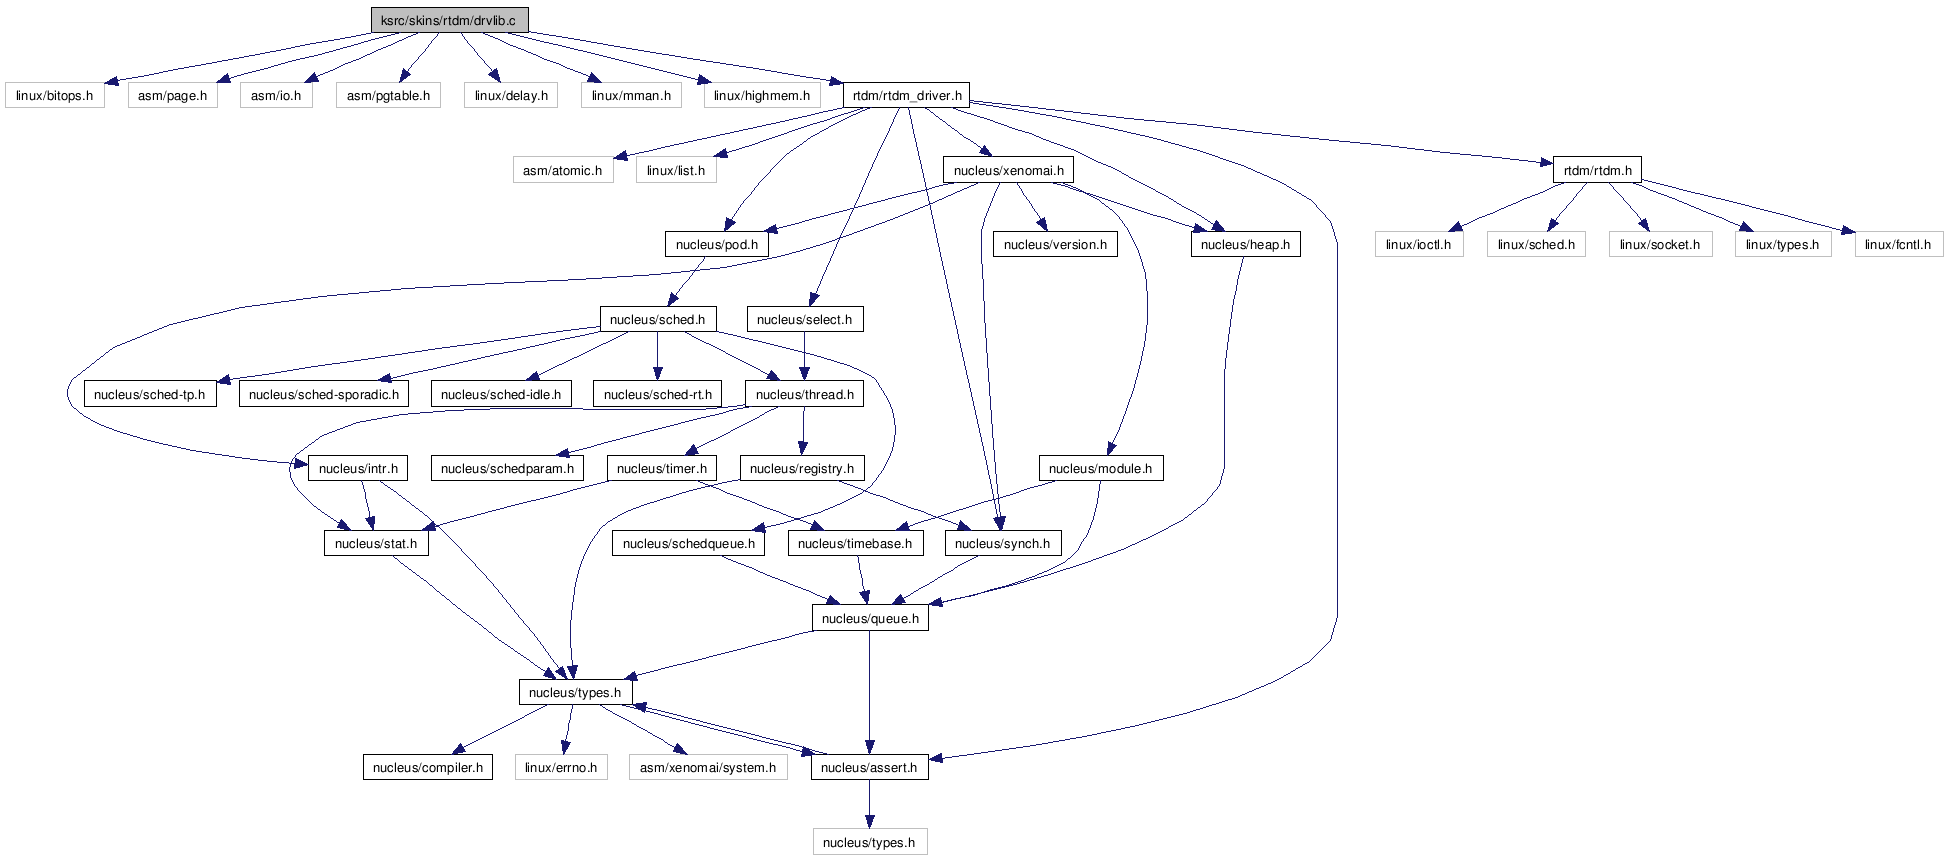 ksrc/skins/rtdm/drvlib.c
linux/bitops.h
asm/page.h
asm/io.h
asm/pgtable.h
linux/delay.h
linux/mman.h
linux/highmem.h
rtdm/rtdm_driver.h
asm/atomic.h
linux/list.h
nucleus/xenomai.h
rtdm/rtdm.h
nucleus/pod.h
nucleus/version.h
nucleus/heap.h
linux/ioctl.h
linux/sched.h
linux/socket.h
linux/types.h
linux/fcntl.h
nucleus/sched.h
nucleus/select.h
nucleus/sched-tp.h
nucleus/sched-sporadic.h
nucleus/sched-idle.h
nucleus/sched-rt.h
nucleus/thread.h
nucleus/intr.h
nucleus/schedparam.h
nucleus/timer.h
nucleus/registry.h
nucleus/module.h
nucleus/stat.h
nucleus/schedqueue.h
nucleus/timebase.h
nucleus/synch.h
nucleus/queue.h
nucleus/types.h
nucleus/compiler.h
linux/errno.h
asm/xenomai/system.h
nucleus/assert.h
nucleus/types.h